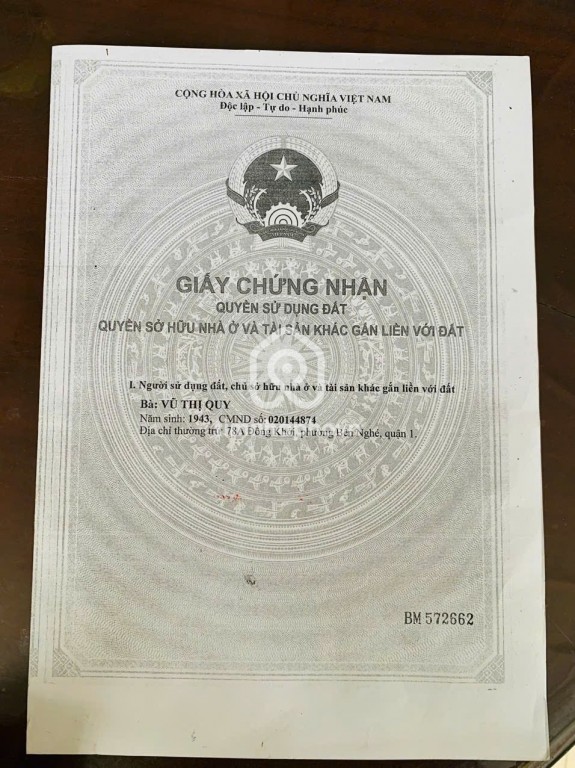 CỘNG HÒA XÃ HỘI CHỦ NGHĨA VIỆT NAM
Độc lập - Tự do - Hạnh phúc
GIẤY CHỨNG NHẬN
QUYỀN SỬ DỤNG ĐẤT
QUYỀN SỞ HỮU NHÀ Ở VÀ TÀI SẢN KHÁC GẮN LIỀN VỚI ĐẤT
I. Người sử dụng đất, chủ sở hữu nhà ở và tài sản khác gắn liền với đất
Bà: VŨ THỊ QUY
Năm sinh: 1943, CMND số: 020144874
Địa chỉ thường trú: 78A Đồng Khởi, phường Bến Nghé, quận 1.
BM 572662